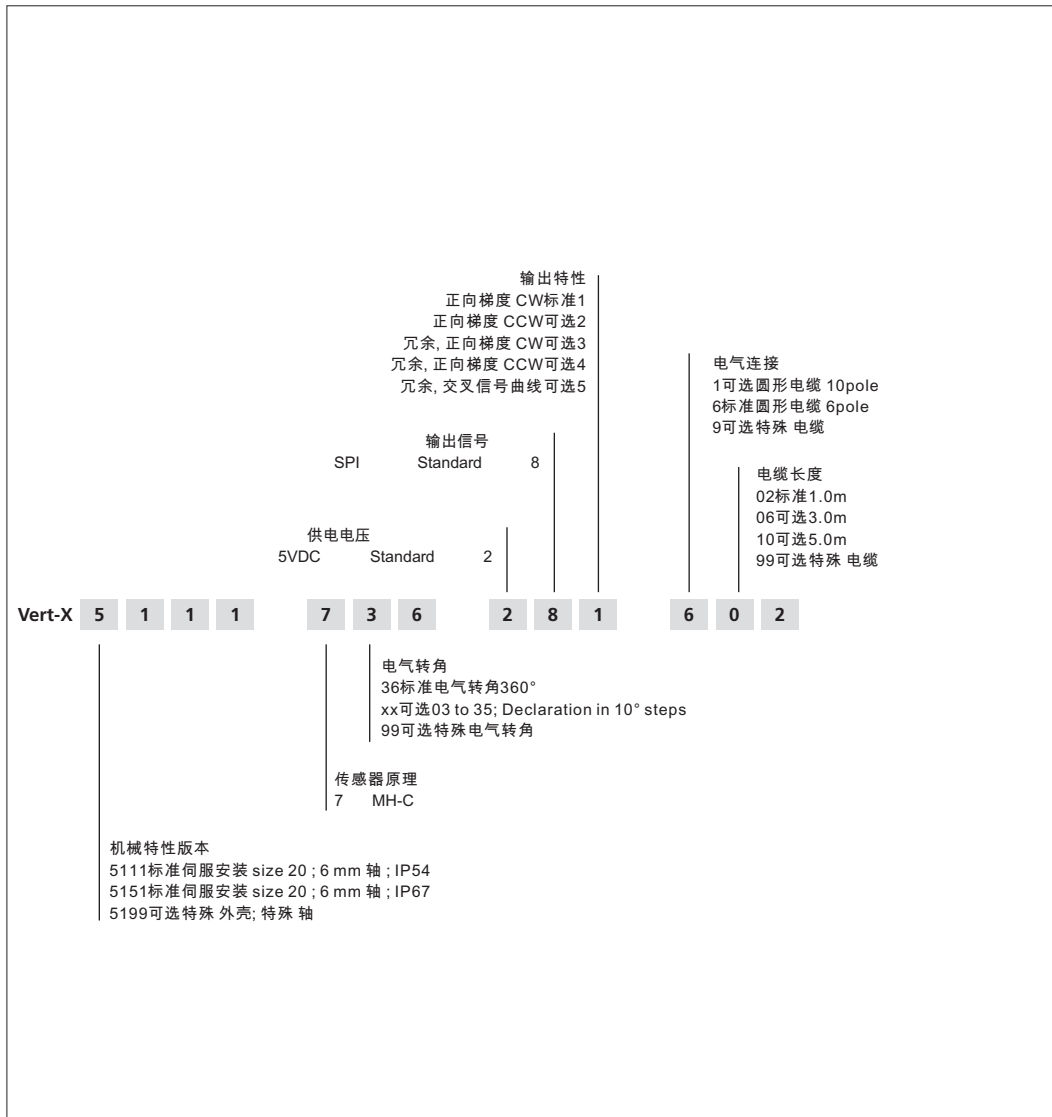 输出特性
正向梯度 CW标准1
正向梯度 CCW可选2
冗余, 正向梯度 CW可选3
冗余, 正向梯度 CCW可选4
冗余, 交叉信号曲线可选5
电气连接
1可选圆形电缆 10pole
6标准圆形电缆 6pole
9可选特殊 电缆
输出信号
SPI Standard 8
电缆长度
02标准1.0m
06可选3.0m
10可选5.0m
99可选特殊 电缆
供电电压
5VDC Standard 2
Vert-X 5 1 1 1 7 3 6 2 8 1 6 0 2
电气转角
36标准电气转角360°
xx可选03 to 35; Declaration in 10° steps
99可选特殊电气转角
传感器原理
7 MH-C
机械特性版本
5111标准伺服安装 size 20 ; 6 mm 轴 ; IP54
5151标准伺服安装 size 20 ; 6 mm 轴 ; IP67
5199可选特殊 外壳; 特殊 轴